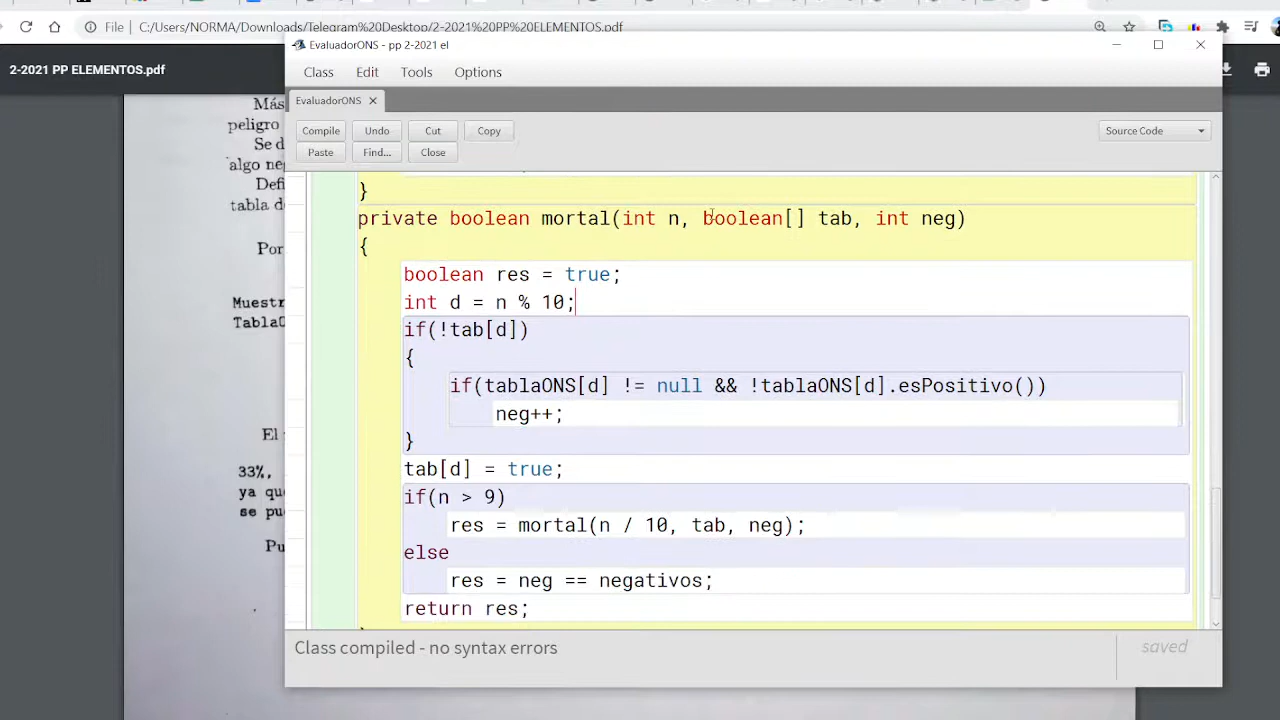 File | C:/Users/NORMA/Downloads/Telegram%20Desktop/2-2021%20PP%20ELEMENTOS.pdf
2-2021 PP ELEMENTOS.pdf
EvaluadorONS - pp 2-2021 el
Class Edit Tools Options
EvaluadorONS ×
Compile Undo Cut Copy Source Code
Paste Find... Close
Más
peligro
Se d
algo neg
Defi
tabla de
Por
Muestr
El
33%,
ya que
se pu
Pu
}
private boolean mortal(int n, boolean[] tab, int neg)
{
boolean res = true;
int d = n % 10;
if(!tab[d])
{
if(tablaONS[d] != null && !tablaONS[d].esPositivo())
neg++;
}
tab[d] = true;
if(n > 9)
res = mortal(n / 10, tab, neg);
else
res = neg == negativos;
return res;
Class compiled - no syntax errors
saved